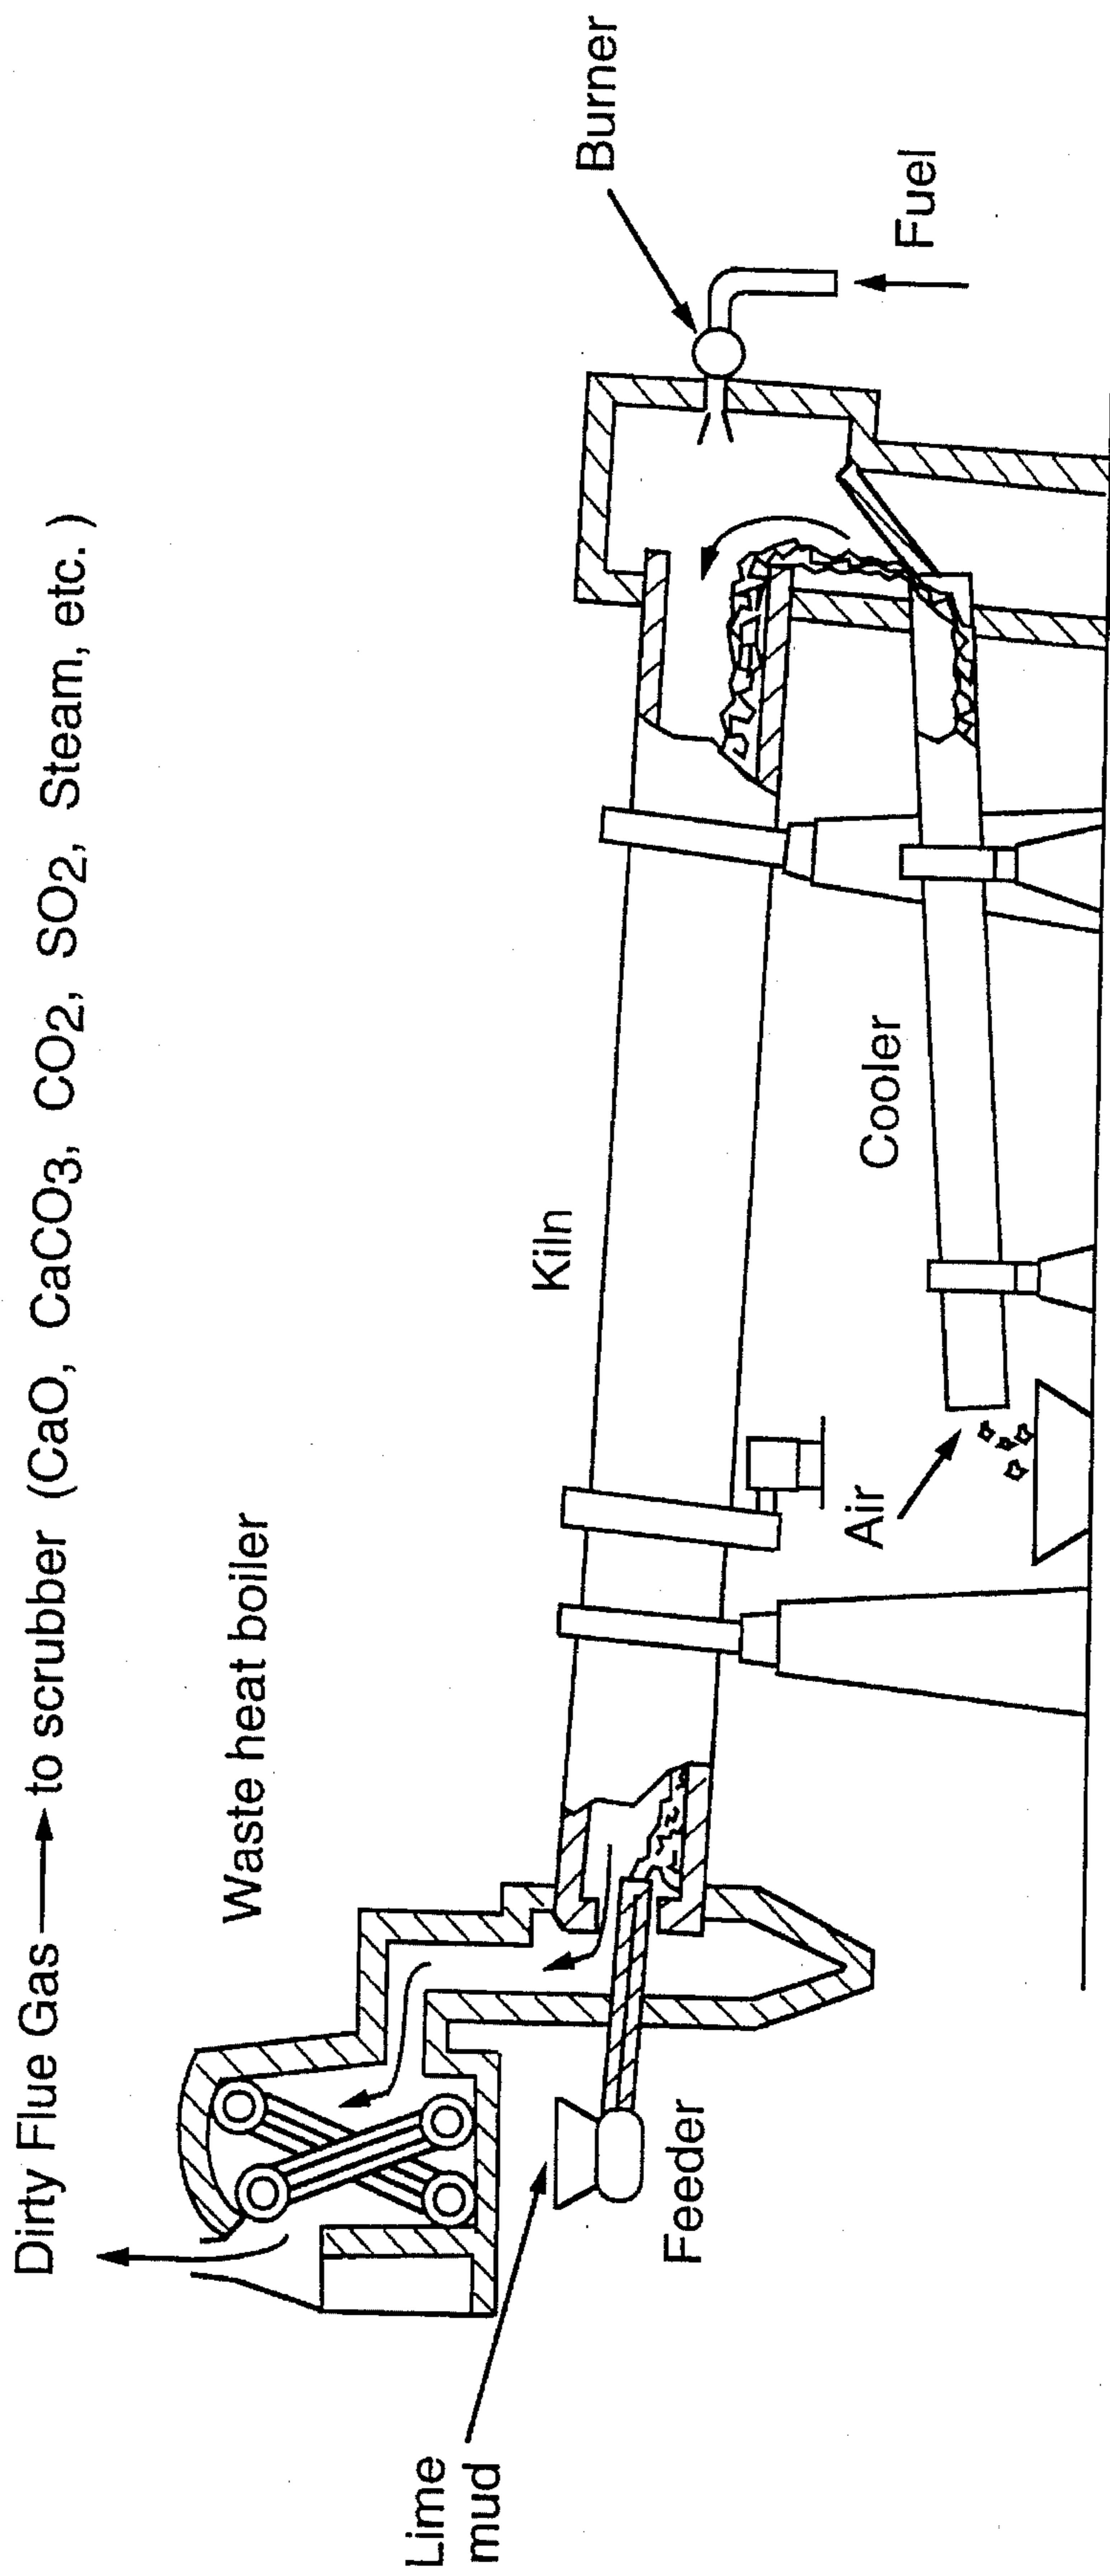 Dirty Flue Gas → to scrubber (CaO, CaCO3, CO2, SO2, Steam, etc. )
Waste heat boiler
Lime
mud
Feeder
Kiln
Air
Cooler
Burner
Fuel